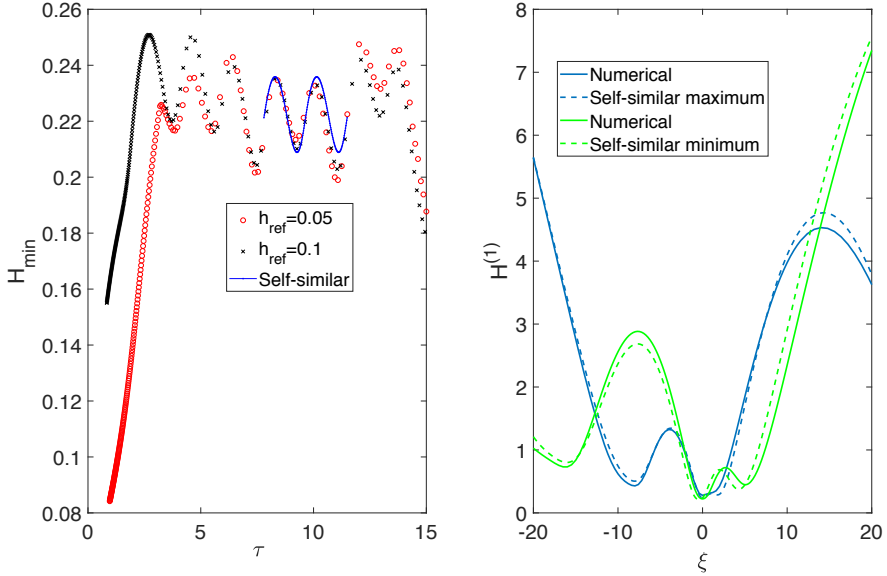 0.26
0.24
0.22
0.2
0.18
0.16
0.14
0.12
0.1
0.08
H_min
0
5
10
15
τ
h_ref=0.05
h_ref=0.1
Self-similar
8
7
6
5
4
3
2
1
0
H^(1)
-20
-10
0
10
20
ξ
Numerical
Self-similar maximum
Numerical
Self-similar minimum